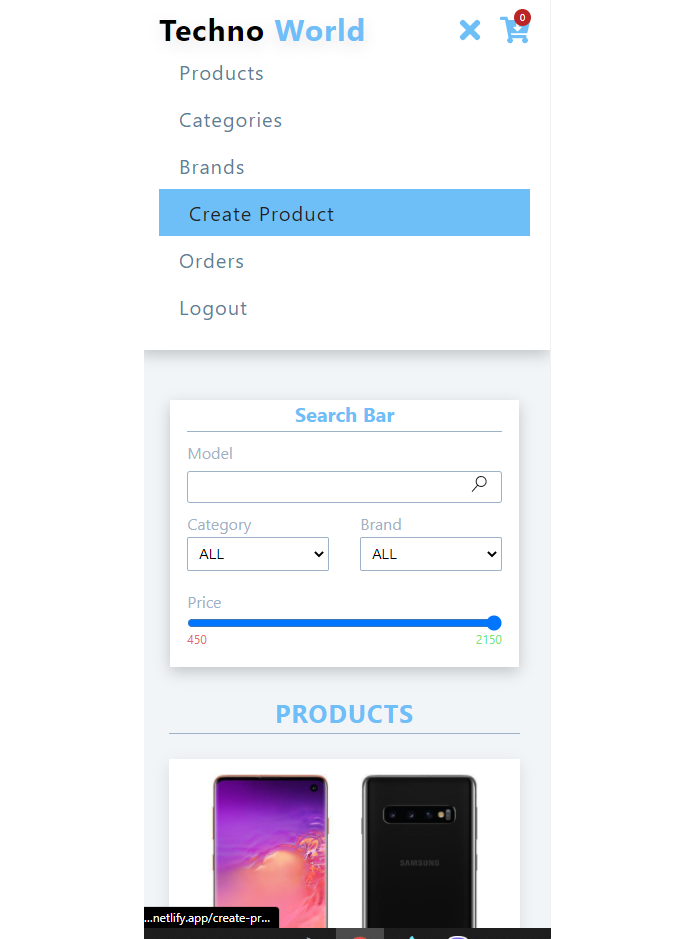 Techno World
0
Products
Categories
Brands
Create Product
Orders
Logout
Search Bar
Model
Category Brand
ALL ALL
Price
450 2150
PRODUCTS
SAMSUNG
...netlify.app/create-pr...